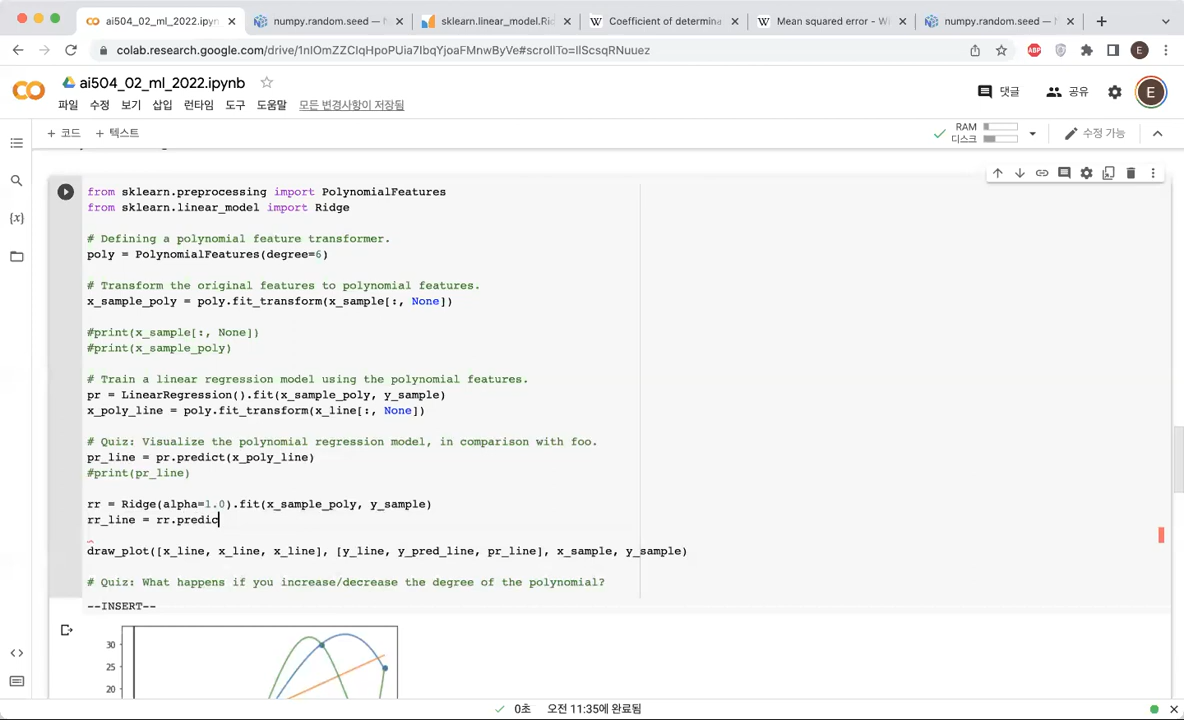 ai504_02_ml_2022.ipynb
numpy.random.seed — N
sklearn.linear_model.Rid
Coefficient of determina
Mean squared error - Wi
numpy.random.seed — N
colab.research.google.com/drive/1nIOmZZCIqHpoPUia7IbqYjoaFMnwByVe#scrollTo=IlScsqRNuuez
ABP
E
ai504_02_ml_2022.ipynb
댓글
공유
E
파일 수정 보기 삽입 런타임 도구 도움말 모든 변경사항이 저장됨
+ 코드 + 텍스트
RAM
디스크
수정 가능
{x}
from sklearn.preprocessing import PolynomialFeatures
from sklearn.linear_model import Ridge
# Defining a polynomial feature transformer.
poly = PolynomialFeatures(degree=6)
# Transform the original features to polynomial features.
x_sample_poly = poly.fit_transform(x_sample[:, None])
#print(x_sample[:, None])
#print(x_sample_poly)
# Train a linear regression model using the polynomial features.
pr = LinearRegression().fit(x_sample_poly, y_sample)
x_poly_line = poly.fit_transform(x_line[:, None])
# Quiz: Visualize the polynomial regression model, in comparison with foo.
pr_line = pr.predict(x_poly_line)
#print(pr_line)
rr = Ridge(alpha=1.0).fit(x_sample_poly, y_sample)
rr_line = rr.predic
draw_plot([x_line, x_line, x_line], [y_line, y_pred_line, pr_line], x_sample, y_sample)
# Quiz: What happens if you increase/decrease the degree of the polynomial?
--INSERT--
30
25
20
0초 오전 11:35에 완료됨